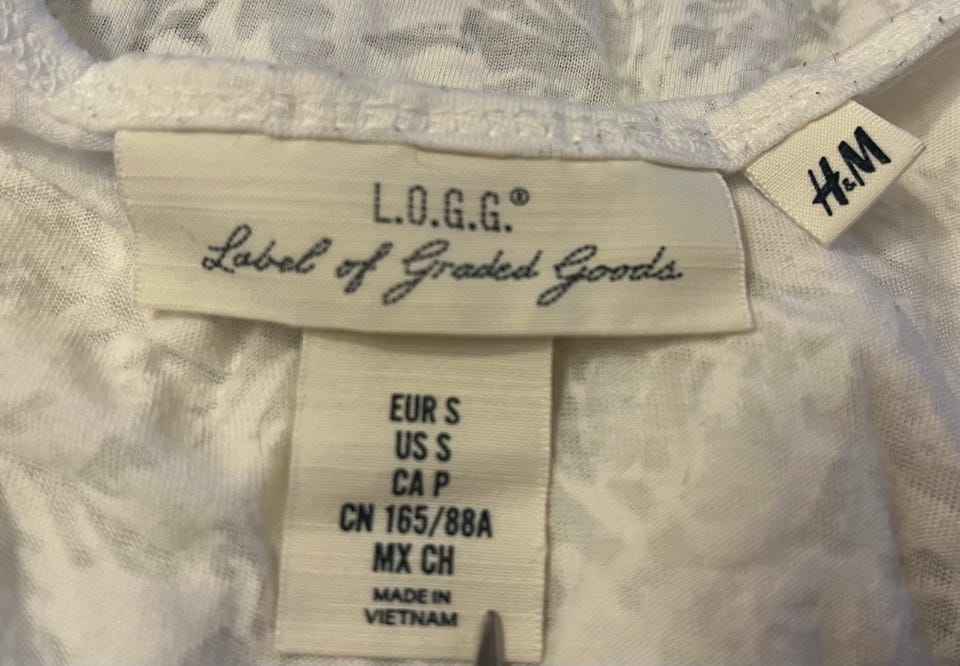 L.O.G.G.®
Label of Graded Goods
H&M
EUR S
US S
CA P
CN 165/88A
MX CH
MADE IN
VIETNAM